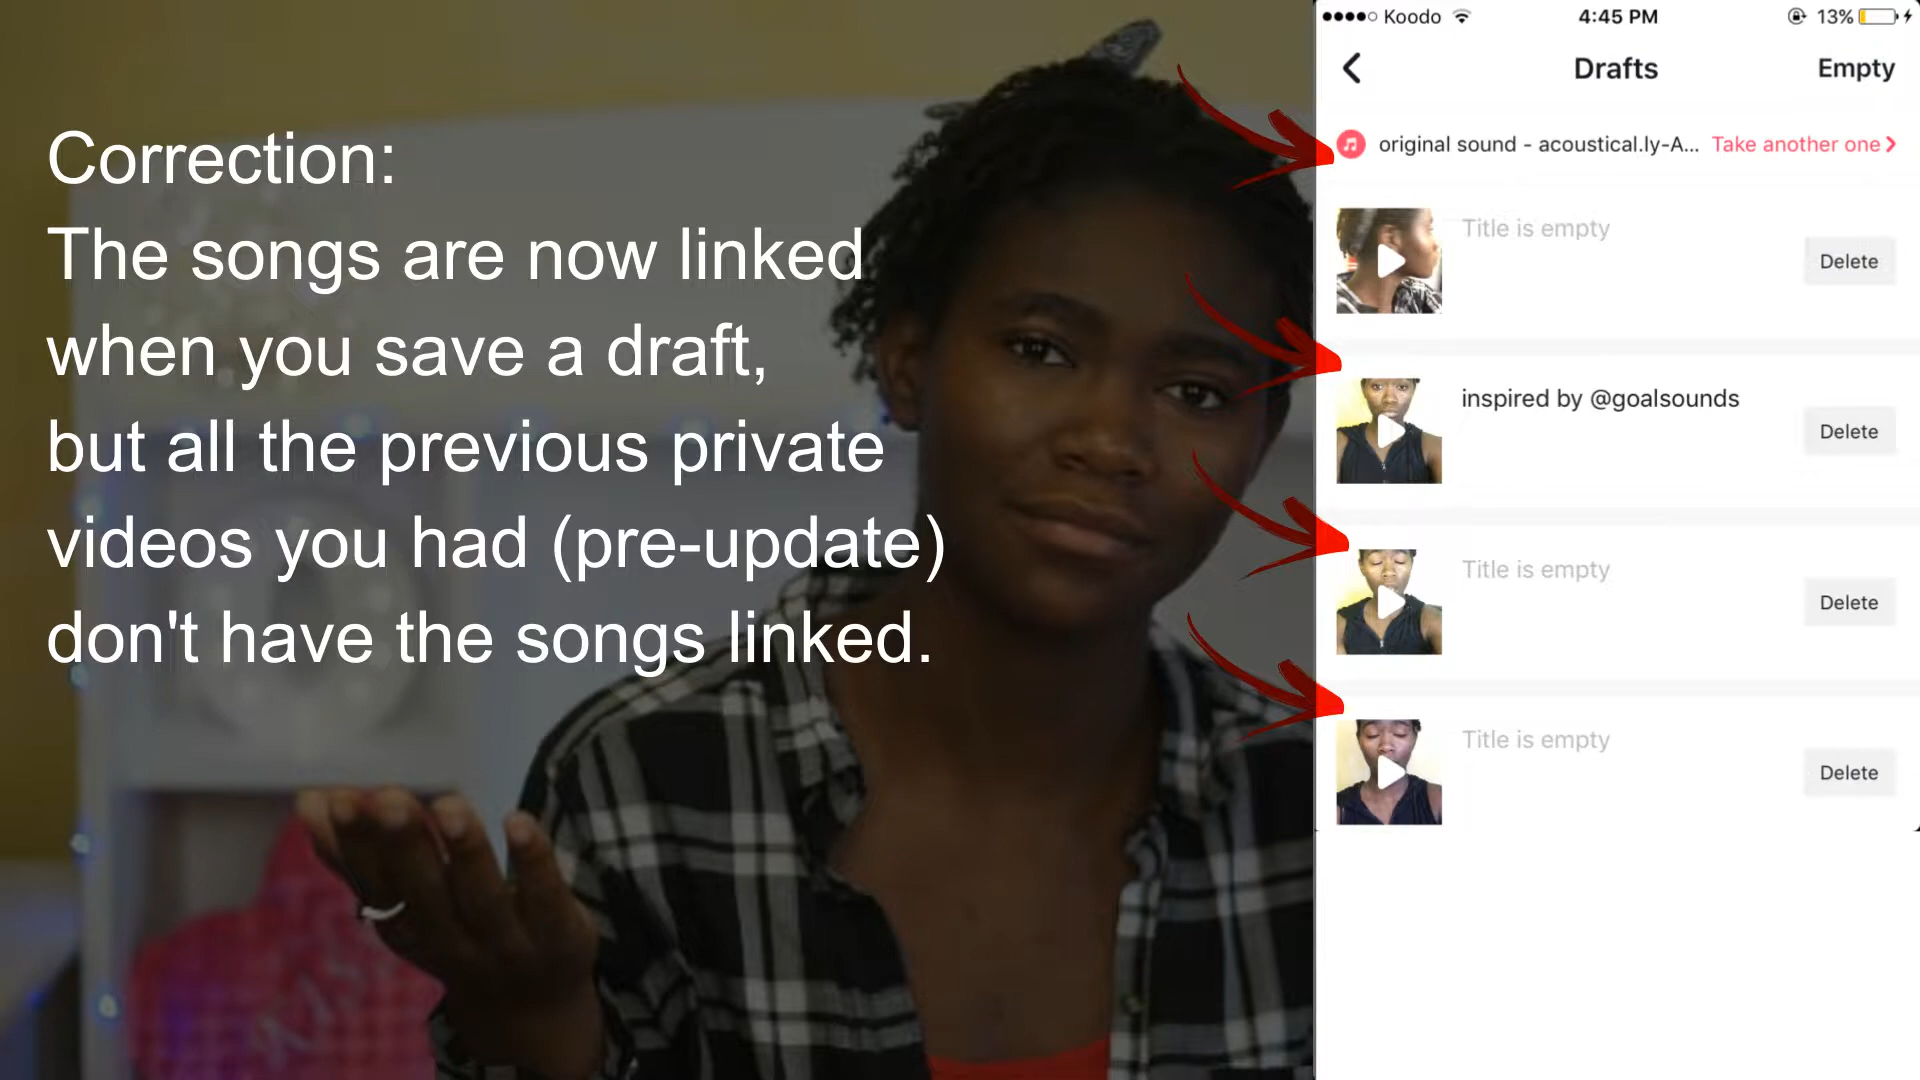 Correction:
The songs are now linked
when you save a draft,
but all the previous private
videos you had (pre-update)
don't have the songs linked.
Koodo 4:45 PM 13%
Drafts Empty
original sound - acoustical.ly-A... Take another one
Title is empty
Delete
inspired by @goalsounds
Delete
Title is empty
Delete
Title is empty
Delete